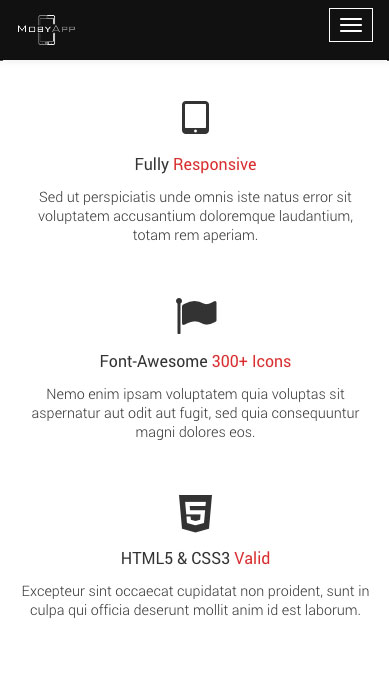 MobyApp
Fully Responsive
Sed ut perspiciatis unde omnis iste natus error sit
voluptatem accusantium doloremque laudantium,
totam rem aperiam.
Font-Awesome 300+ Icons
Nemo enim ipsam voluptatem quia voluptas sit
aspernatur aut odit aut fugit, sed quia consequuntur
magni dolores eos.
5
HTML5 & CSS3 Valid
Excepteur sint occaecat cupidatat non proident, sunt in
culpa qui officia deserunt mollit anim id est laborum.